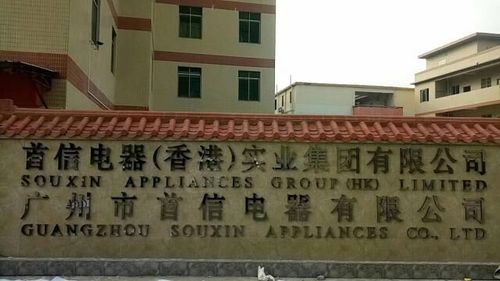 首信电器(香港)实业集团有限公司
SOUXIN APPLIANCES GROUP (HK) LIMITED
广州市首信电器有限公司
GUANGZHOU SOUXIN APPLIANCES CO., LTD